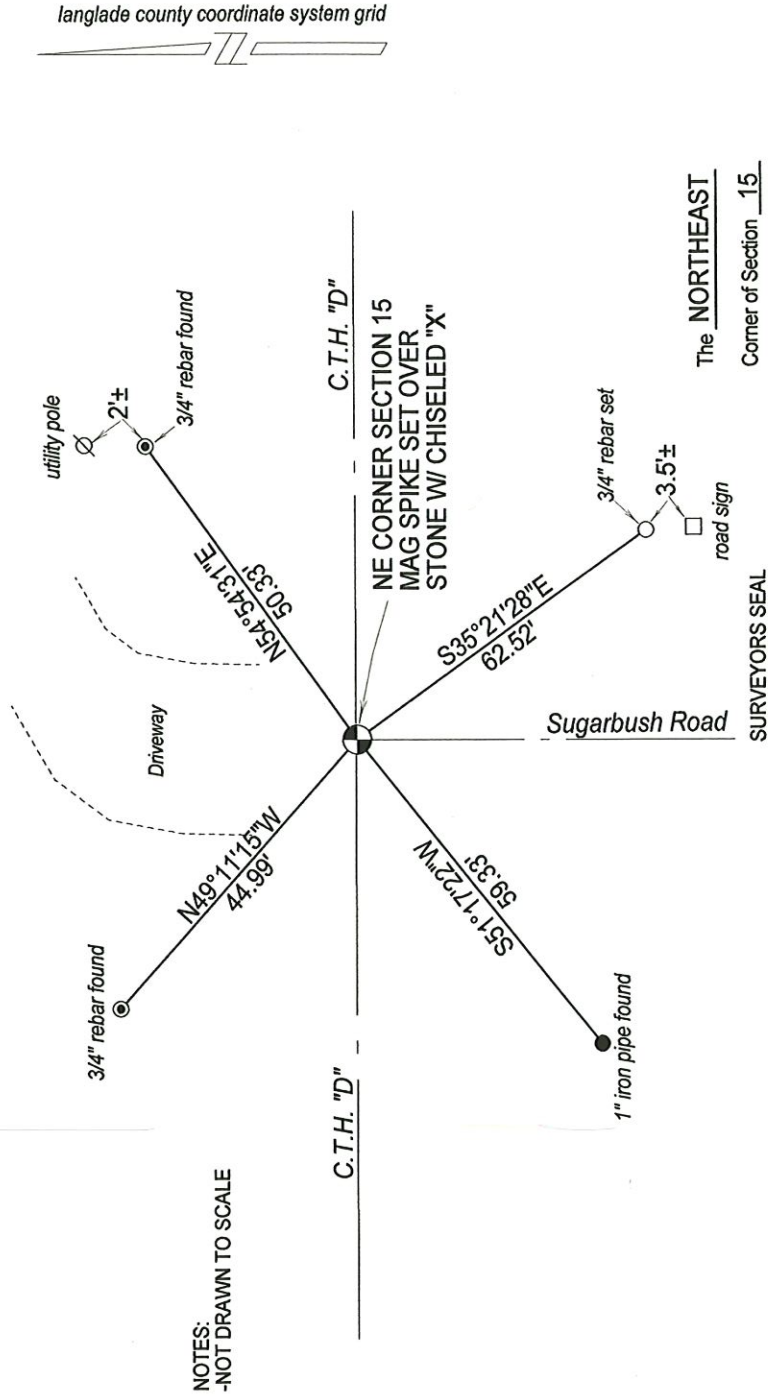 langlade county coordinate system grid
utility pole
2'±
3/4" rebar found
N54°54'31"E
50.33'
Driveway
N49°11'15"W
44.99'
3/4" rebar found
C.T.H. "D"
C.T.H. "D"
NE CORNER SECTION 15
MAG SPIKE SET OVER
STONE W/ CHISELED "X"
NOTES:
-NOT DRAWN TO SCALE
S35°21'28"E
62.52'
3/4" rebar set
3.5'±
road sign
Sugarbush Road
S51°17'22"W
59.33'
1" iron pipe found
The NORTHEAST
Corner of Section 15
SURVEYORS SEAL